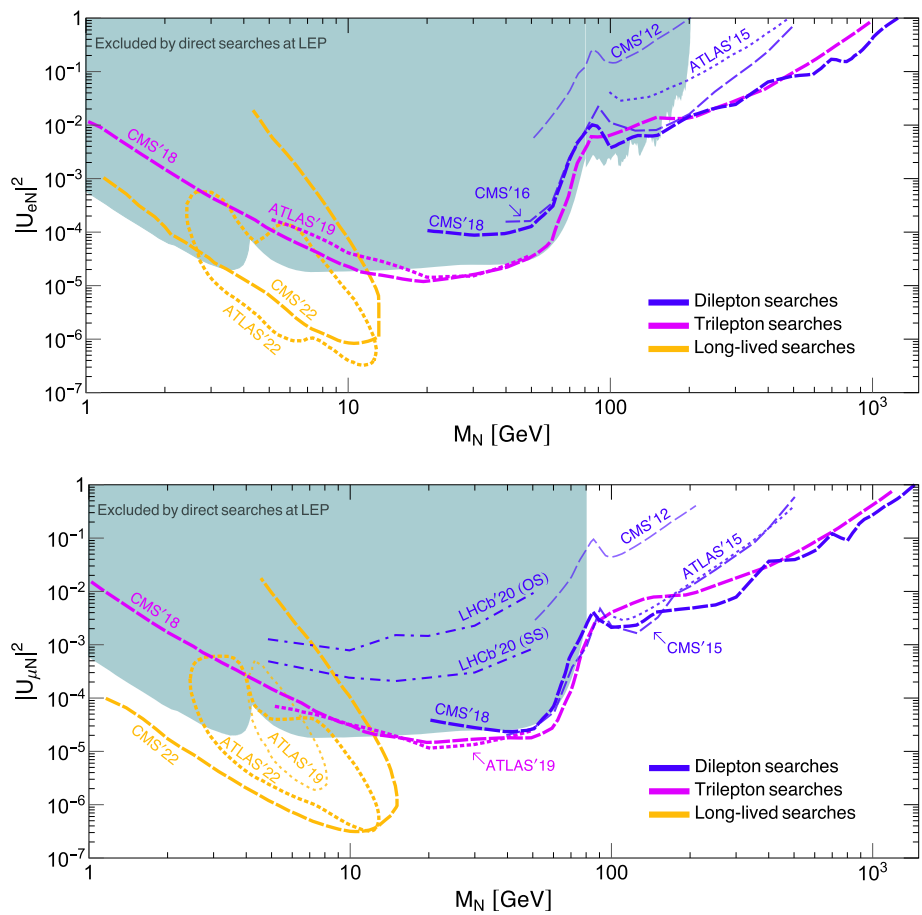 1
Excluded by direct searches at LEP
CMS'12
ATLAS'15
10⁻¹
10⁻²
CMS'18
|U_eN|²
10⁻³
CMS'16
ATLAS'19
CMS'18
10⁻⁴
10⁻⁵
CMS'22
ATLAS'22
Dilepton searches
Trilepton searches
Long-lived searches
10⁻⁶
10⁻⁷
1 10 100 10³
M_N [GeV]
1
Excluded by direct searches at LEP
CMS'12
ATLAS'15
10⁻¹
10⁻²
LHCb'20 (OS)
CMS'18
|U_μN|²
10⁻³
LHCb'20 (SS)
CMS'15
10⁻⁴
CMS'18
CMS'22
ATLAS'22
ATLAS'19
ATLAS'19
10⁻⁵
Dilepton searches
Trilepton searches
Long-lived searches
10⁻⁶
10⁻⁷
1 10 100 10³
M_N [GeV]